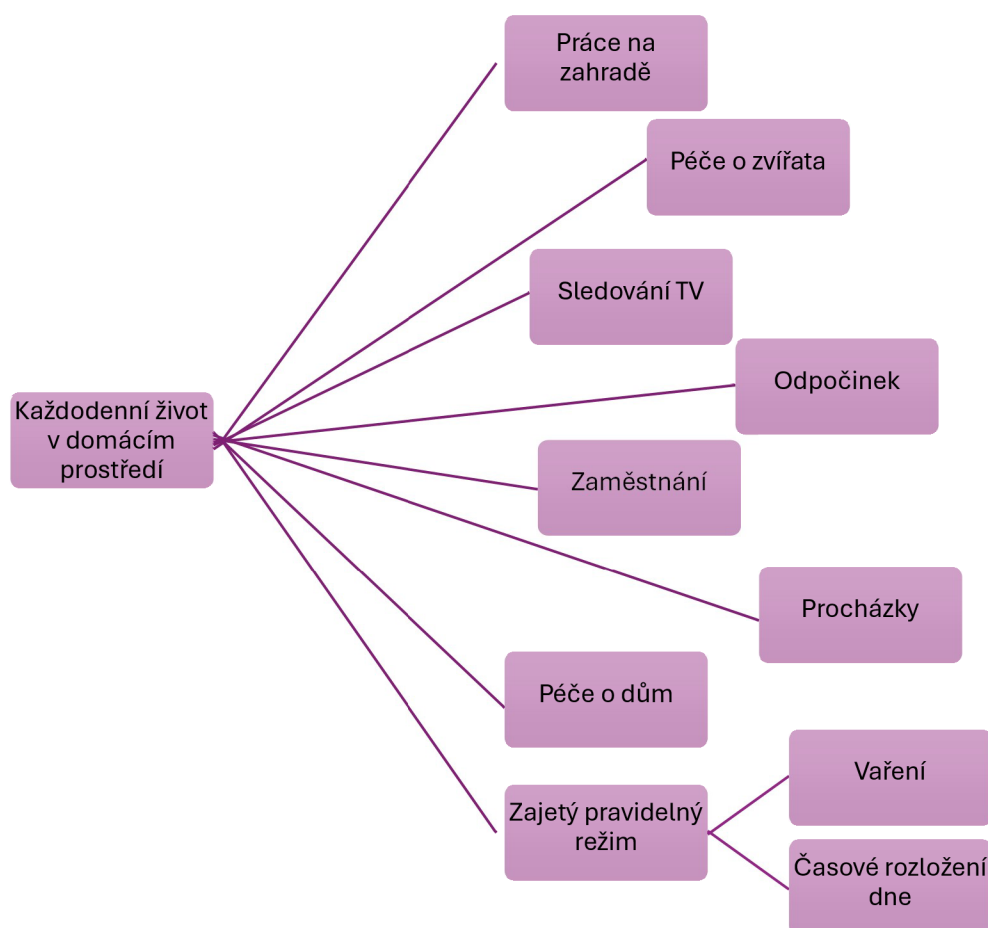 Práce na
zahradě
Péče o zvířata
Sledování TV
Odpočinek
Každodenní život
v domácím
prostředí
Zaměstnání
Procházky
Péče o dům
Vaření
Zajetý pravidelný
režim
Časové rozložení
dne